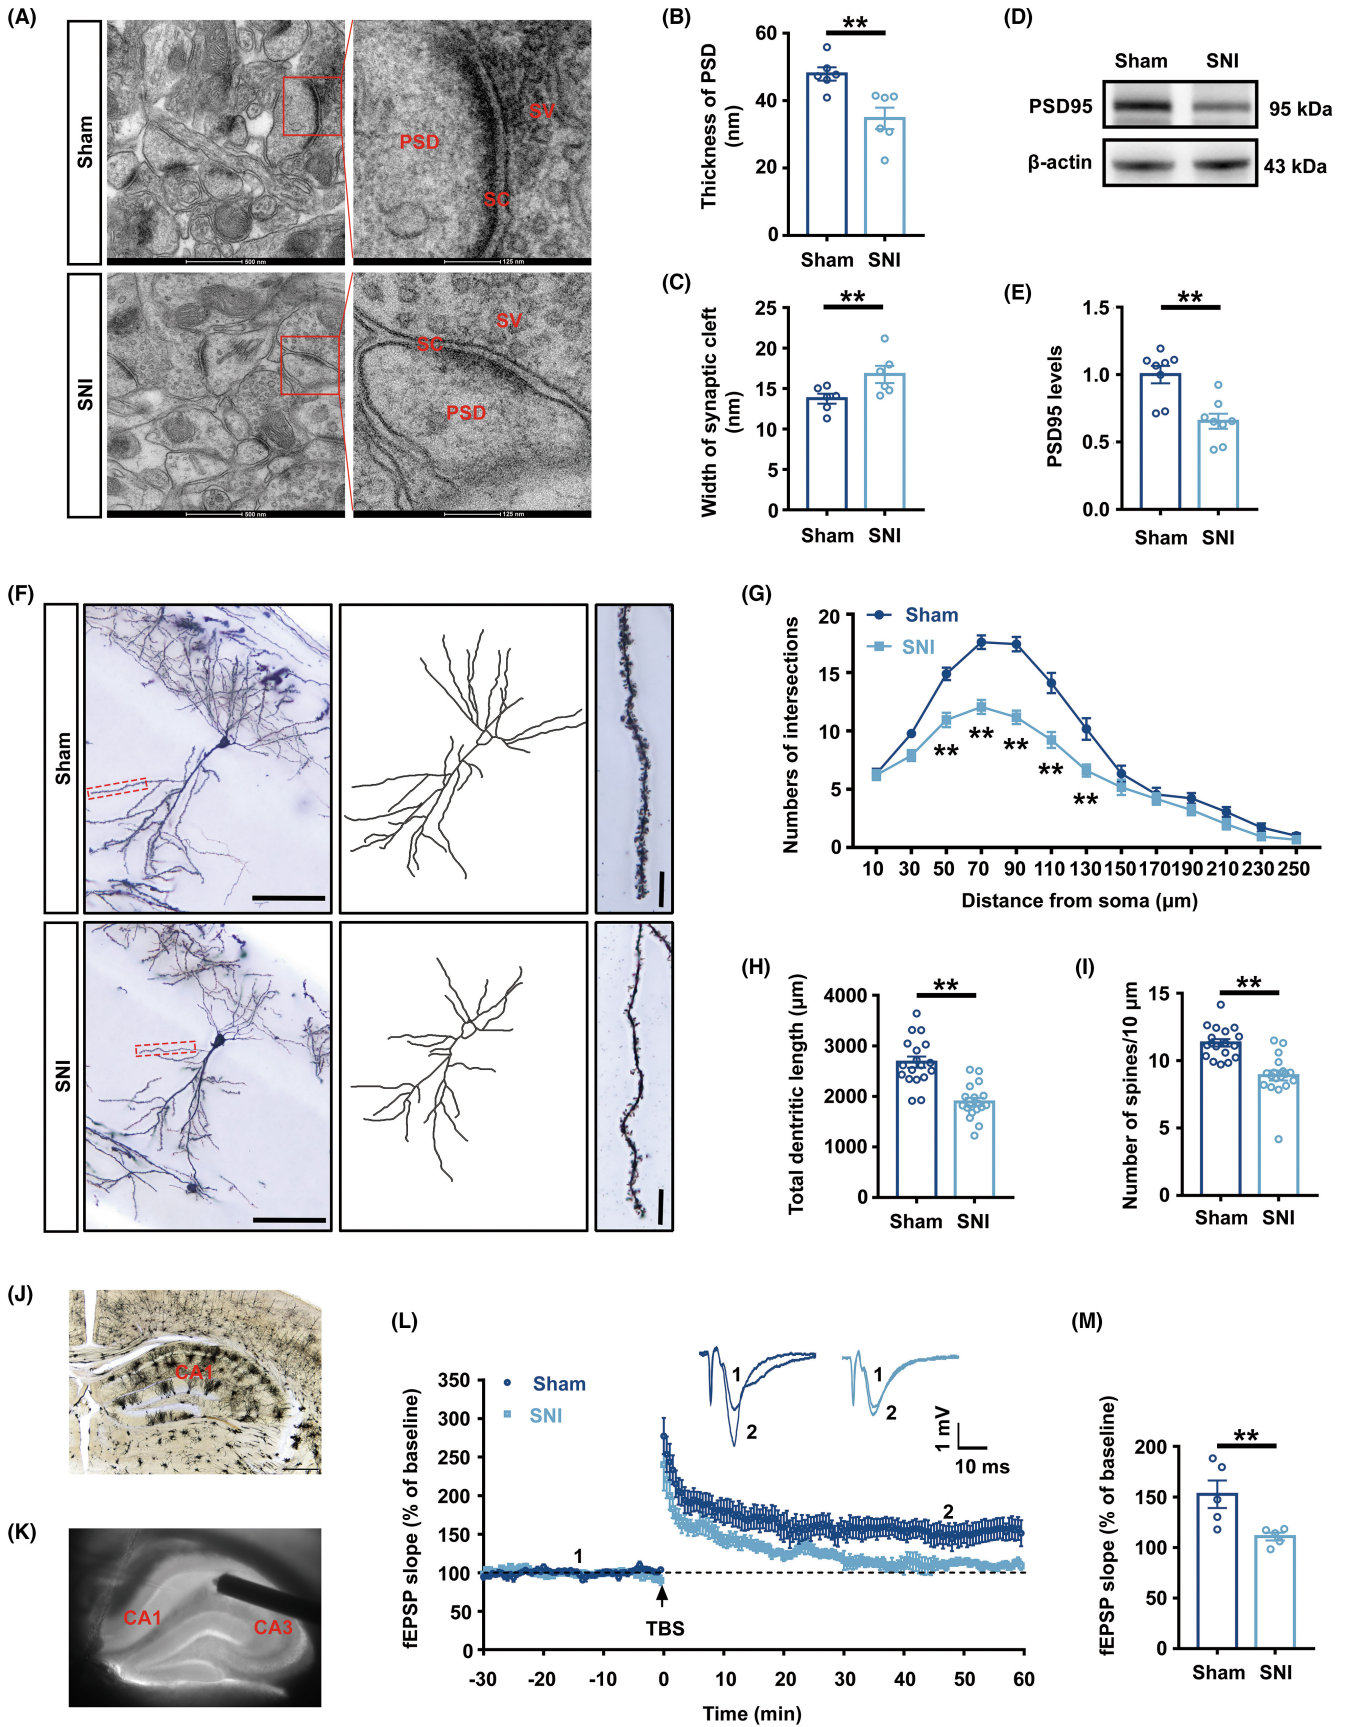 (A)
Sham
PSD
SV
SC
500 nm
125 nm
SNI
SV
SC
PSD
500 nm
125 nm
(B)
**
60
40
20
0
Thickness of PSD
(nm)
Sham SNI
(C)
**
25
20
15
10
5
0
Width of synaptic cleft
(nm)
Sham SNI
(D)
Sham SNI
PSD95 95 kDa
β-actin 43 kDa
(E)
**
1.5
1.0
0.5
0.0
PSD95 levels
Sham SNI
(F)
Sham
SNI
(G)
Sham
SNI
20
15
10
5
0
Numbers of intersections
** ** ** ** **
10 30 50 70 90 110 130 150 170 190 210 230 250
Distance from soma (μm)
(H)
**
4000
3000
2000
1000
0
Total dentritic length (μm)
Sham SNI
(I)
**
15
10
5
0
Number of spines/10 μm
Sham SNI
(J)
CA1
(K)
CA1
CA3
(L)
Sham
SNI
350
300
250
200
150
100
50
0
fEPSP slope (% of baseline)
1
2
1
2
1 mV
10 ms
1
2
TBS
-30 -20 -10 0 10 20 30 40 50 60
Time (min)
(M)
**
200
150
100
50
0
fEPSP slope (% of baseline)
Sham SNI